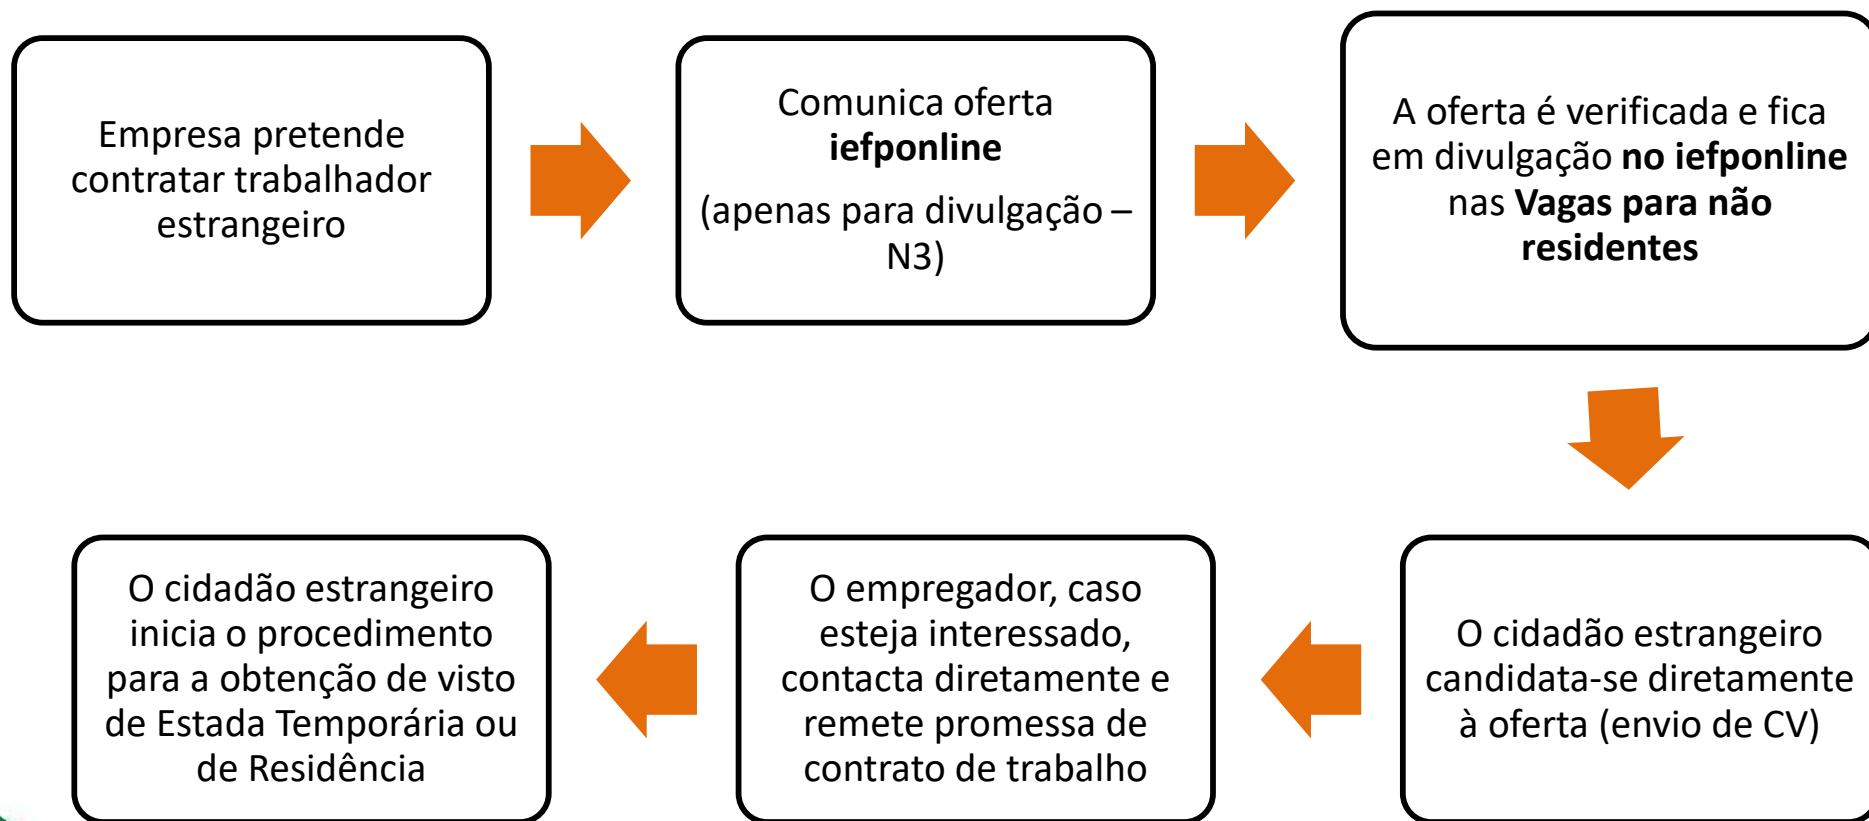 Empresa pretende
contratar trabalhador
estrangeiro
Comunica oferta
iefponline
(apenas para divulgação –
N3)
A oferta é verificada e fica
em divulgação no iefponline
nas Vagas para não
residentes
O cidadão estrangeiro
candidata-se diretamente
à oferta (envio de CV)
O empregador, caso
esteja interessado,
contacta diretamente e
remete promessa de
contrato de trabalho
O cidadão estrangeiro
inicia o procedimento
para a obtenção de visto
de Estada Temporária ou
de Residência